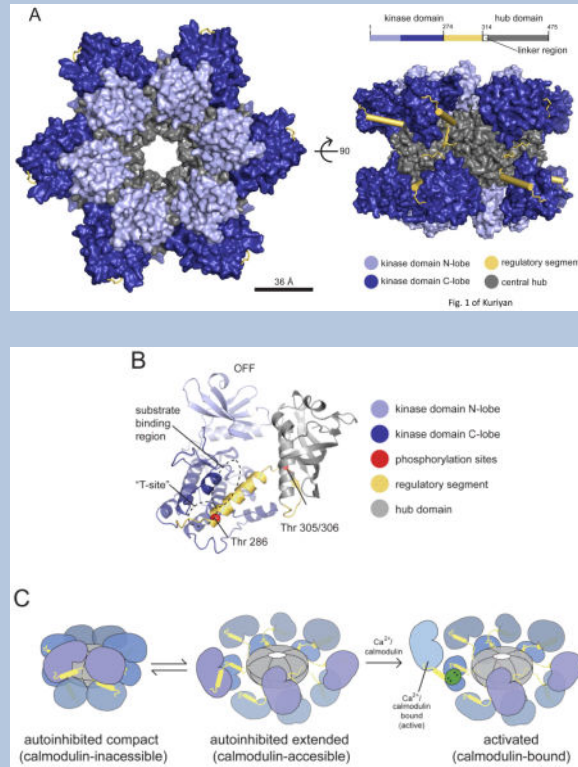 A
kinase domain
hub domain
1
274
314
475
linker region
90
36 Å
kinase domain N-lobe
regulatory segment
kinase domain C-lobe
central hub
Fig. 1 of Kuriyan
B
OFF
substrate
binding
region
"T-site"
Thr 286
Thr 305/306
kinase domain N-lobe
kinase domain C-lobe
phosphorylation sites
regulatory segment
hub domain
C
Ca2+/
calmodulin
Ca2+/
calmodulin
bound
(active)
autoinhibited compact
(calmodulin-inacessible)
autoinhibited extended
(calmodulin-accesible)
activated
(calmodulin-bound)